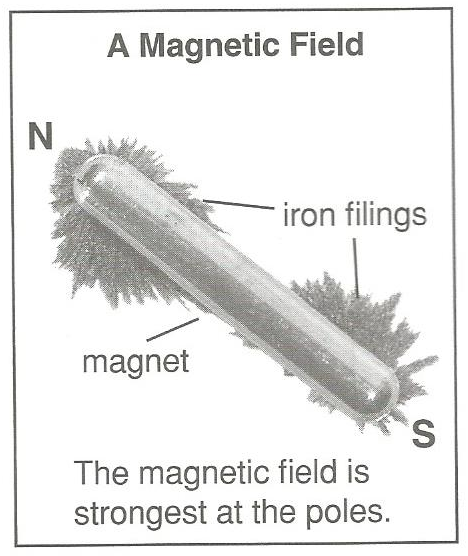 A Magnetic Field
N
iron filings
magnet
S
The magnetic field is
strongest at the poles.